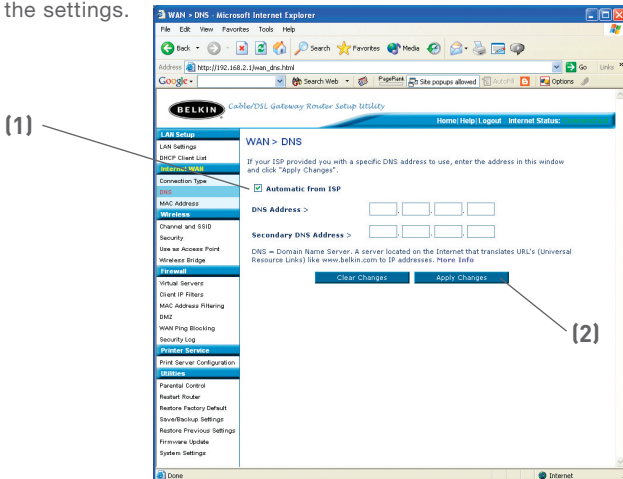 the settings.
WAN > DNS - Microsoft Internet Explorer
File Edit View Favorites Tools Help
Back Search Favorites Media
Address http://192.168.2.1/wan_dns.html Go Links
Google Search Web PageRank Site popups allowed AutoFill Options
BELKIN Cable/DSL Gateway Router Setup Utility
Home|Help|Logout Internet Status:
(1)
LAN Setup
LAN Settings
DHCP Client List
Internet WAN
Connection Type
DNS
MAC Address
Wireless
Channel and SSID
Security
Use as Access Point
Wireless Bridge
Firewall
Virtual Servers
Client IP Filters
MAC Address Filtering
DMZ
WAN Ping Blocking
Security Log
Printer Service
Print Server Configuration
Utilities
Parental Control
Restart Router
Restore Factory Default
Save/Backup Settings
Restore Previous Settings
Firmware Update
System Settings
WAN > DNS
If your ISP provided you with a specific DNS address to use, enter the address in this window
and click "Apply Changes".
Automatic from ISP
DNS Address > . . .
Secondary DNS Address > . . .
DNS = Domain Name Server. A server located on the Internet that translates URL's (Universal
Resource Links) like www.belkin.com to IP addresses. More Info
Clear Changes Apply Changes
(2)
Done Internet